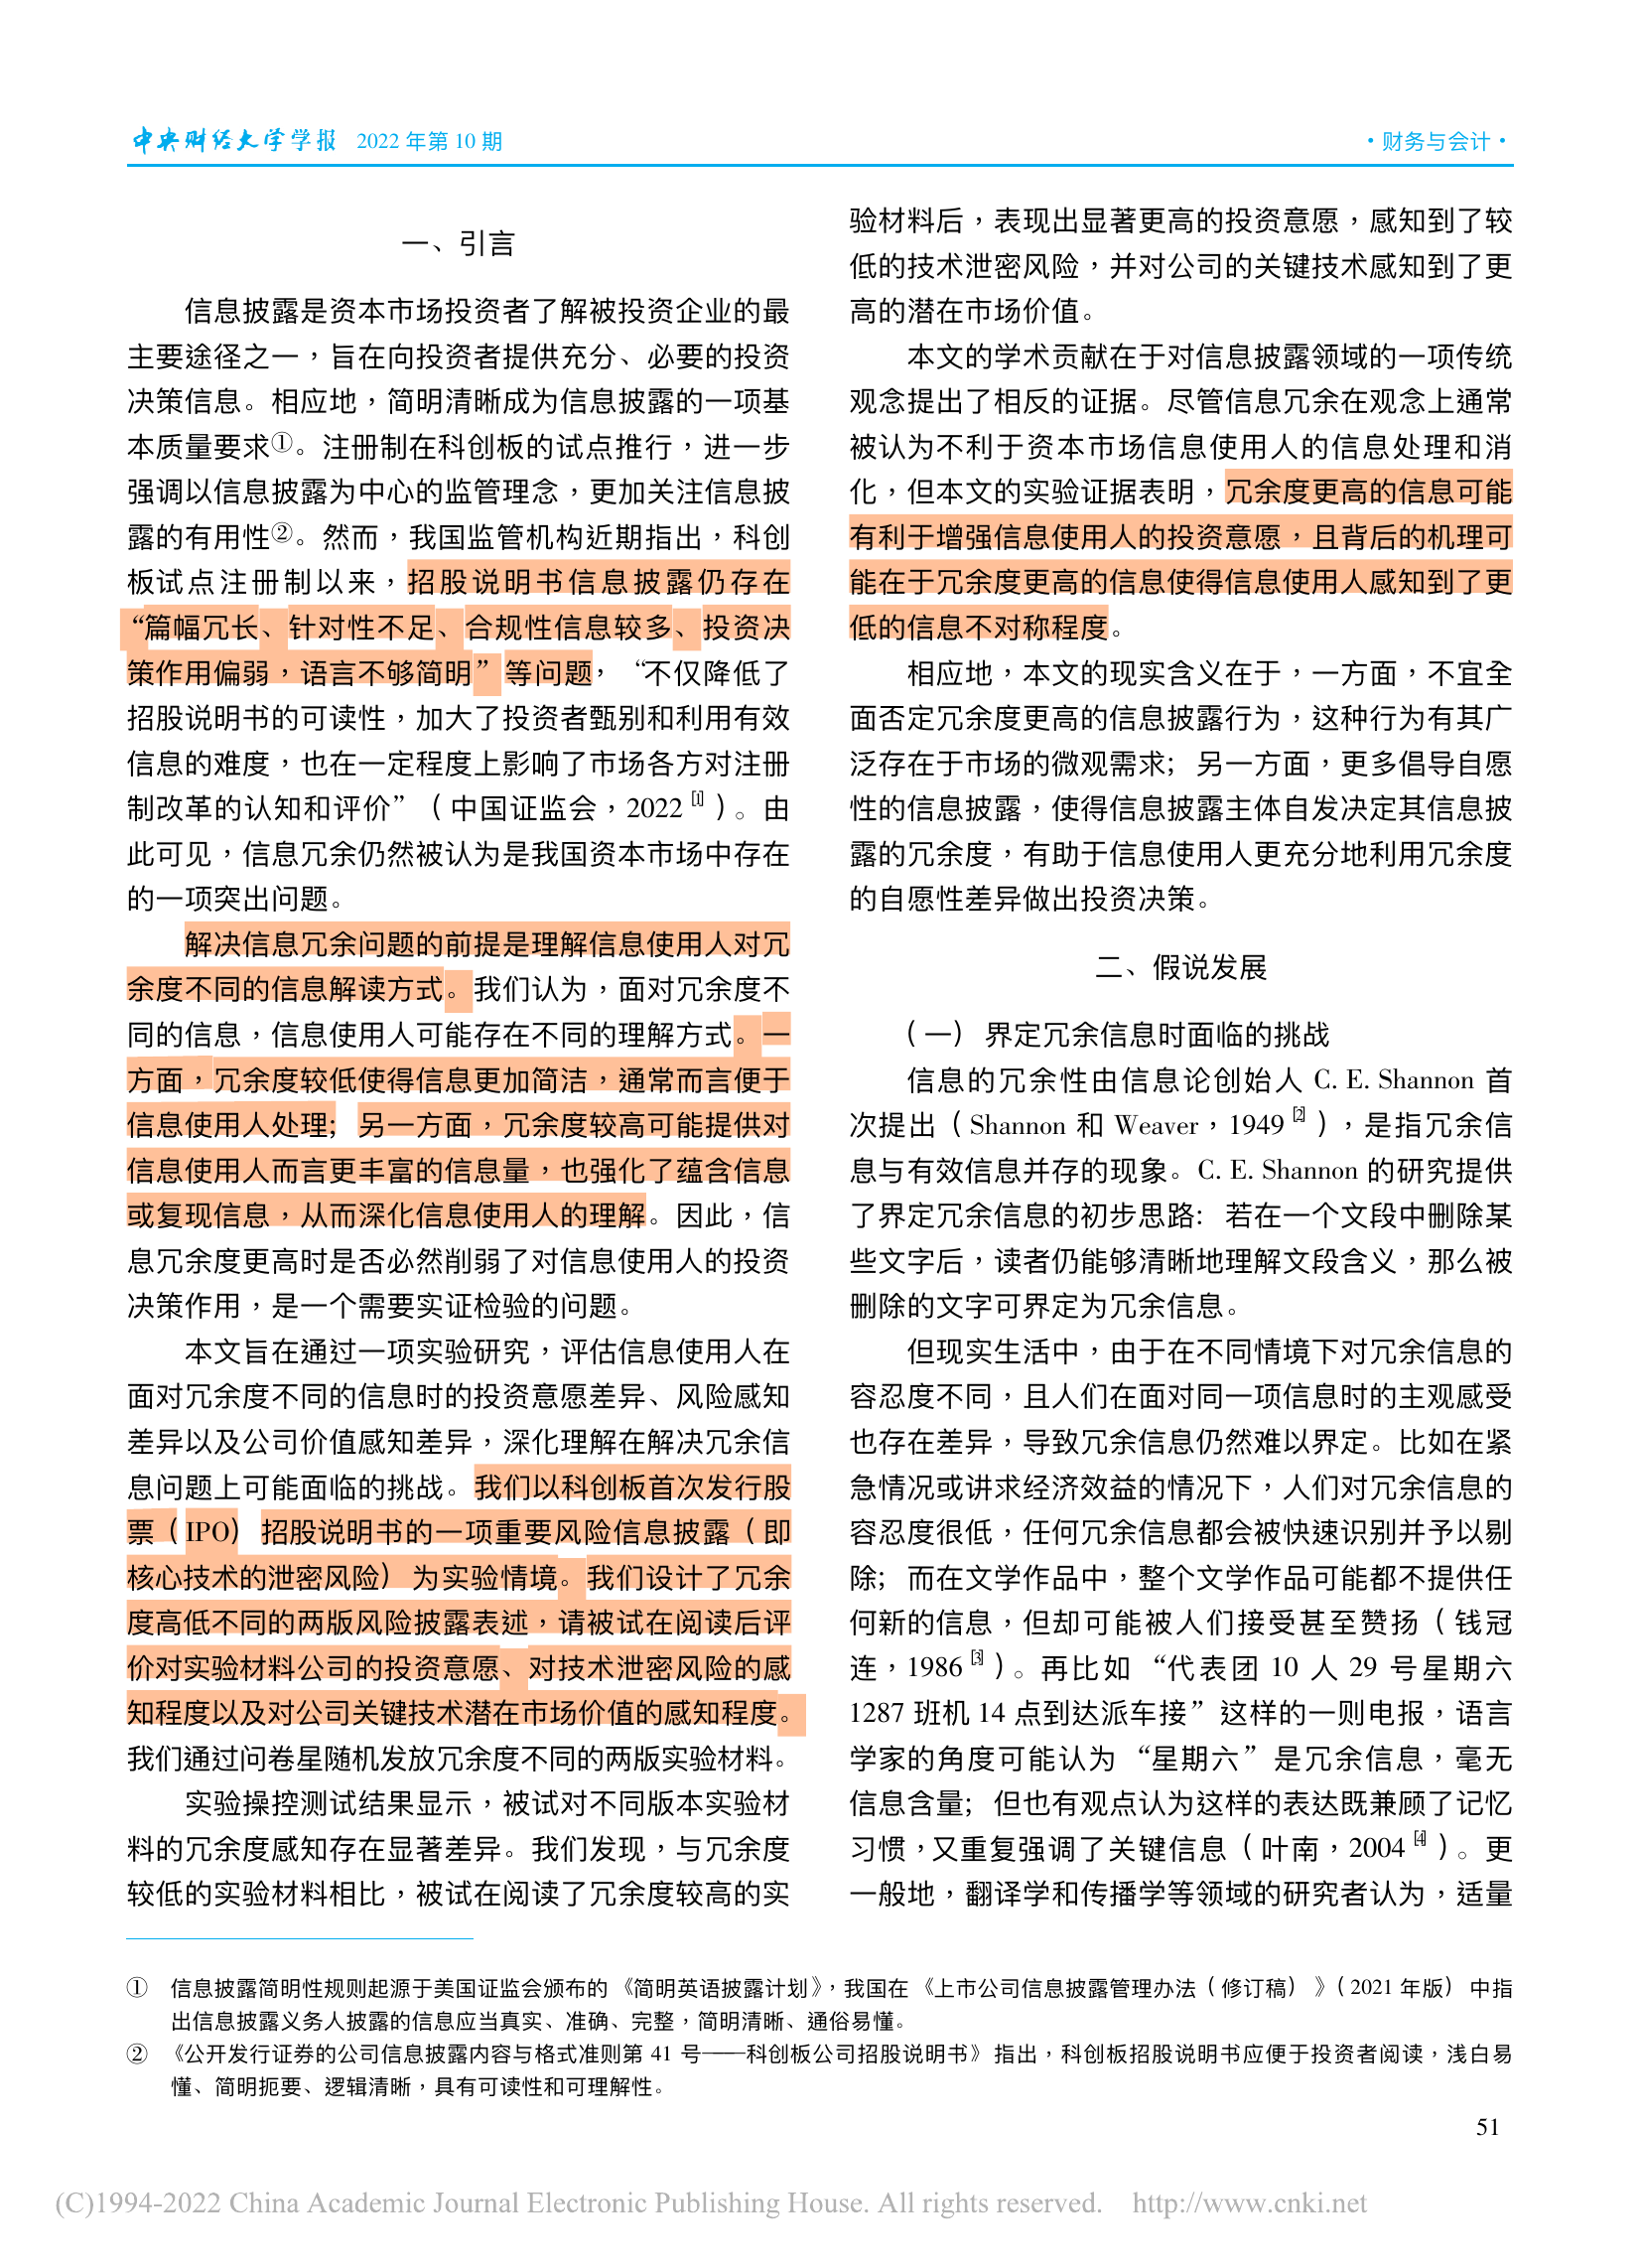 中央财经大学学报 2022 年第 10 期
·财务与会计·
一、引言
信息披露是资本市场投资者了解被投资企业的最
主要途径之一，旨在向投资者提供充分、必要的投资
决策信息。相应地，简明清晰成为信息披露的一项基
本质量要求①。注册制在科创板的试点推行，进一步
强调以信息披露为中心的监管理念，更加关注信息披
露的有用性②。然而，我国监管机构近期指出，科创
板试点注册制以来，招股说明书信息披露仍存在
“篇幅冗长、针对性不足、合规性信息较多、投资决
策作用偏弱，语言不够简明”等问题，“不仅降低了
招股说明书的可读性，加大了投资者甄别和利用有效
信息的难度，也在一定程度上影响了市场各方对注册
制改革的认知和评价”（中国证监会，2022[1]）。由
此可见，信息冗余仍然被认为是我国资本市场中存在
的一项突出问题。
解决信息冗余问题的前提是理解信息使用人对冗
余度不同的信息解读方式。我们认为，面对冗余度不
同的信息，信息使用人可能存在不同的理解方式。一
方面，冗余度较低使得信息更加简洁，通常而言便于
信息使用人处理；另一方面，冗余度较高可能提供对
信息使用人而言更丰富的信息量，也强化了蕴含信息
或复现信息，从而深化信息使用人的理解。因此，信
息冗余度更高时是否必然削弱了对信息使用人的投资
决策作用，是一个需要实证检验的问题。
本文旨在通过一项实验研究，评估信息使用人在
面对冗余度不同的信息时的投资意愿差异、风险感知
差异以及公司价值感知差异，深化理解在解决冗余信
息问题上可能面临的挑战。我们以科创板首次发行股
票（IPO）招股说明书的一项重要风险信息披露（即
核心技术的泄密风险）为实验情境。我们设计了冗余
度高低不同的两版风险披露表述，请被试在阅读后评
价对实验材料公司的投资意愿、对技术泄密风险的感
知程度以及对公司关键技术潜在市场价值的感知程度。
我们通过问卷星随机发放冗余度不同的两版实验材料。
实验操控测试结果显示，被试对不同版本实验材
料的冗余度感知存在显著差异。我们发现，与冗余度
较低的实验材料相比，被试在阅读了冗余度较高的实
验材料后，表现出显著更高的投资意愿，感知到了较
低的技术泄密风险，并对公司的关键技术感知到了更
高的潜在市场价值。
本文的学术贡献在于对信息披露领域的一项传统
观念提出了相反的证据。尽管信息冗余在观念上通常
被认为不利于资本市场信息使用人的信息处理和消
化，但本文的实验证据表明，冗余度更高的信息可能
有利于增强信息使用人的投资意愿，且背后的机理可
能在于冗余度更高的信息使得信息使用人感知到了更
低的信息不对称程度。
相应地，本文的现实含义在于，一方面，不宜全
面否定冗余度更高的信息披露行为，这种行为有其广
泛存在于市场的微观需求；另一方面，更多倡导自愿
性的信息披露，使得信息披露主体自发决定其信息披
露的冗余度，有助于信息使用人更充分地利用冗余度
的自愿性差异做出投资决策。
二、假说发展
（一）界定冗余信息时面临的挑战
信息的冗余性由信息论创始人 C. E. Shannon 首
次提出（Shannon 和 Weaver，1949[2]），是指冗余信
息与有效信息并存的现象。C. E. Shannon 的研究提供
了界定冗余信息的初步思路：若在一个文段中删除某
些文字后，读者仍能够清晰地理解文段含义，那么被
删除的文字可界定为冗余信息。
但现实生活中，由于在不同情境下对冗余信息的
容忍度不同，且人们在面对同一项信息时的主观感受
也存在差异，导致冗余信息仍然难以界定。比如在紧
急情况或讲求经济效益的情况下，人们对冗余信息的
容忍度很低，任何冗余信息都会被快速识别并予以剔
除；而在文学作品中，整个文学作品可能都不提供任
何新的信息，但却可能被人们接受甚至赞扬（钱冠
连，1986[3]）。再比如“代表团 10 人 29 号星期六
1287 班机 14 点到达派车接”这样的一则电报，语言
学家的角度可能认为“星期六”是冗余信息，毫无
信息含量；但也有观点认为这样的表达既兼顾了记忆
习惯，又重复强调了关键信息（叶南，2004[4]）。更
一般地，翻译学和传播学等领域的研究者认为，适量
① 信息披露简明性规则起源于美国证监会颁布的《简明英语披露计划》，我国在《上市公司信息披露管理办法（修订稿）》（2021 年版）中指
出信息披露义务人披露的信息应当真实、准确、完整，简明清晰、通俗易懂。
② 《公开发行证券的公司信息披露内容与格式准则第 41 号——科创板公司招股说明书》指出，科创板招股说明书应便于投资者阅读，浅白易
懂、简明扼要、逻辑清晰，具有可读性和可理解性。
51
(C)1994-2022 China Academic Journal Electronic Publishing House. All rights reserved. http://www.cnki.net